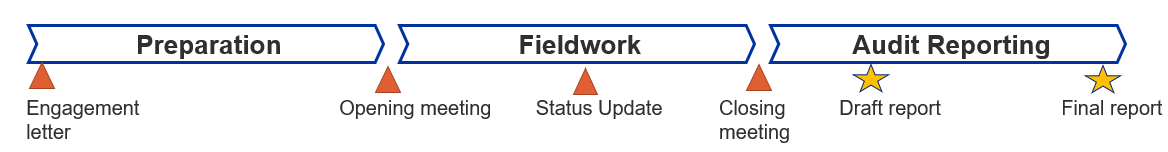 Preparation
Fieldwork
Audit Reporting
Engagement
letter
Opening meeting
Status Update
Closing
meeting
Draft report
Final report